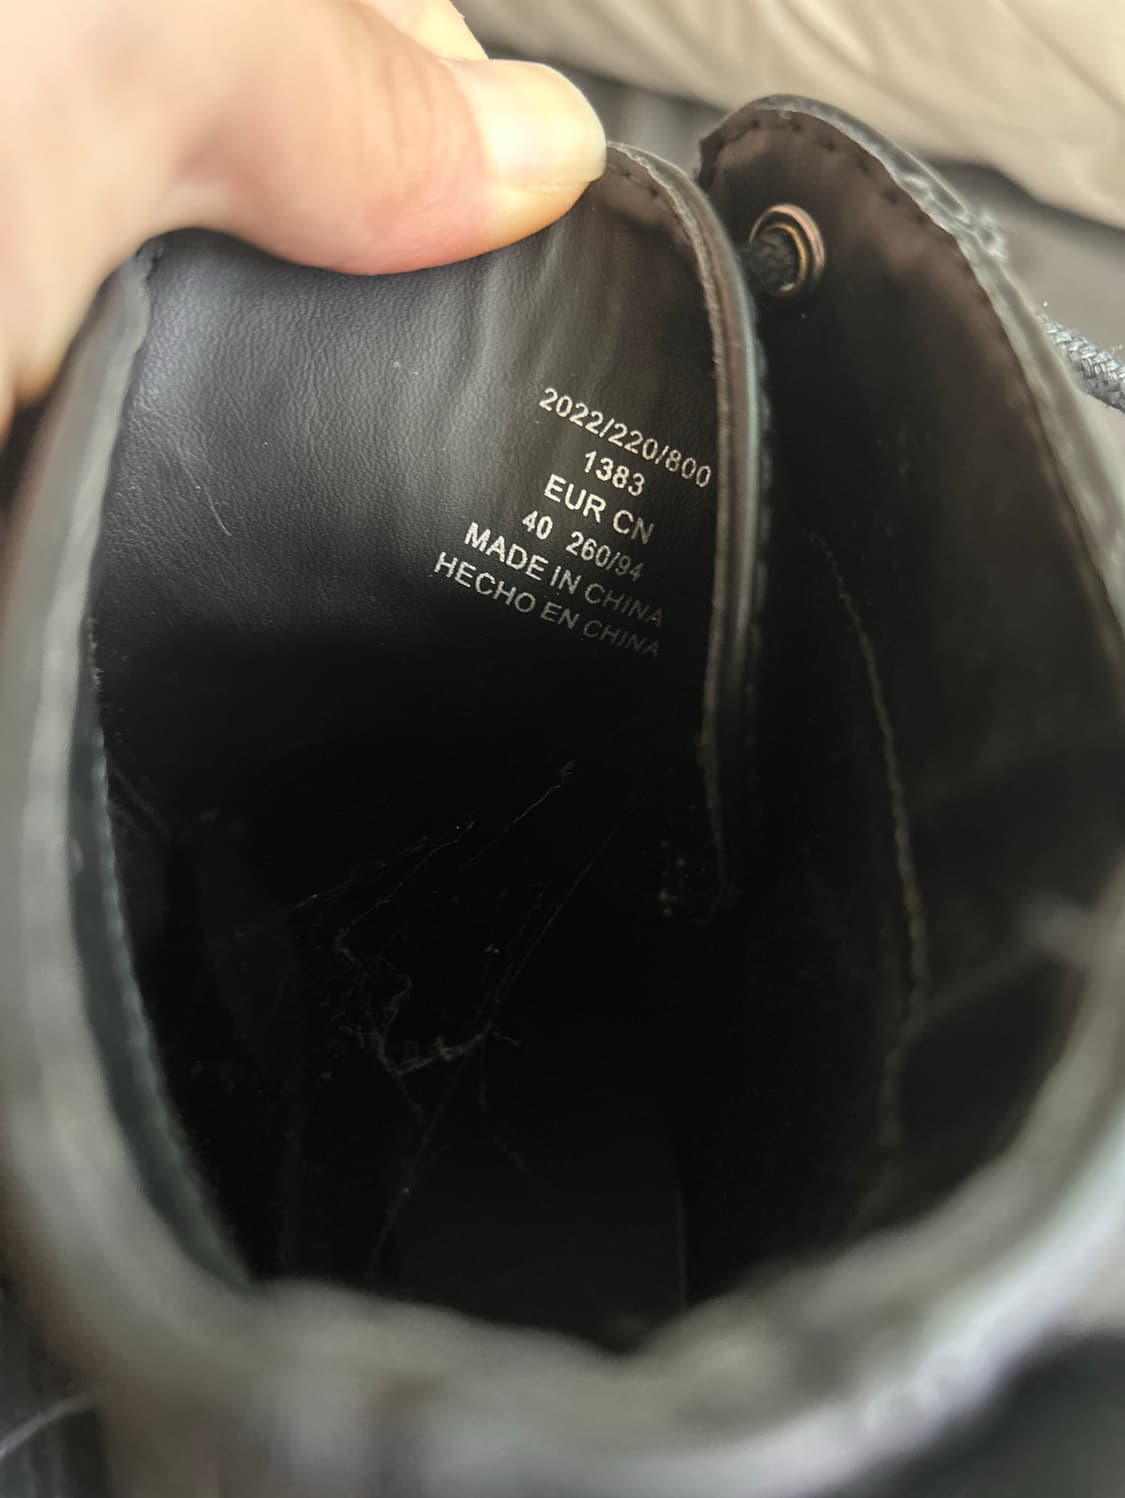 2022/220/800
1383
EUR CN
40 260/94
MADE IN CHINA
HECHO EN CHINA